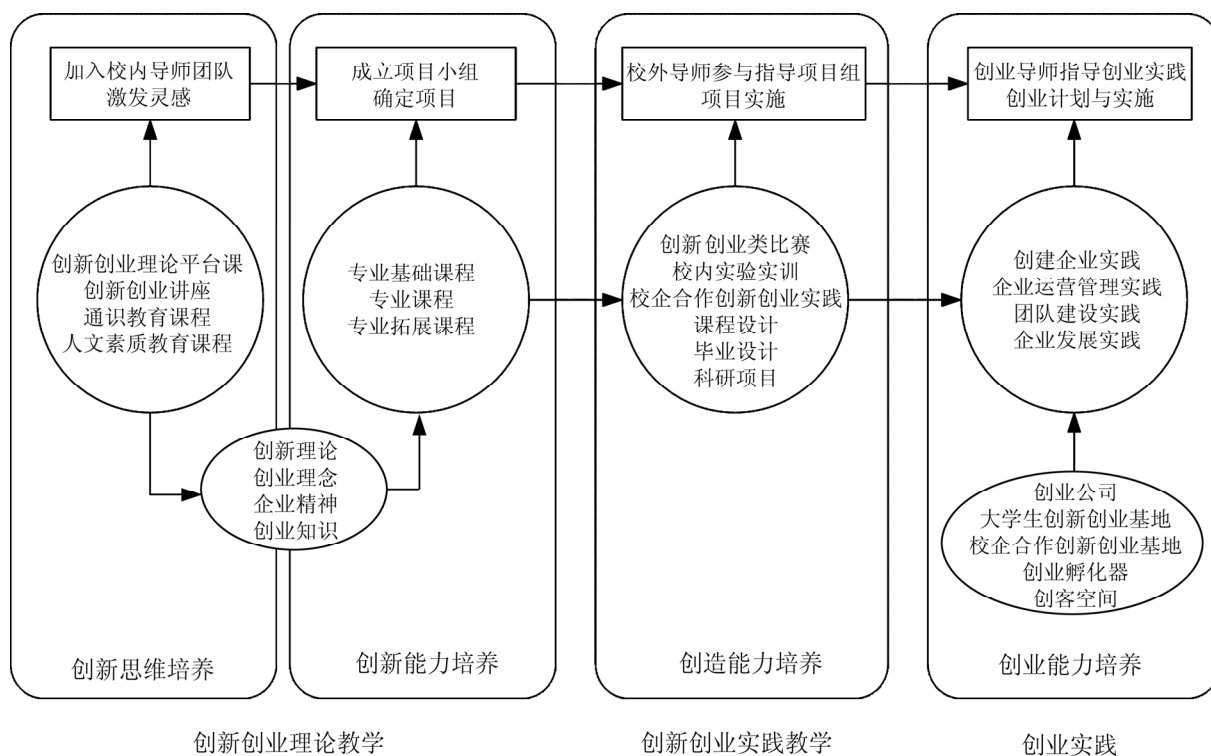 加入校内导师团队
激发灵感
成立项目小组
确定项目
校外导师参与指导项目组
项目实施
创业导师指导创业实践
创业计划与实施
创新创业理论平台课
创新创业讲座
通识教育课程
人文素质教育课程
专业基础课程
专业课程
专业拓展课程
创新创业类比赛
校内实验实训
校企合作创新创业实践
课程设计
毕业设计
科研项目
创建企业实践
企业运营管理实践
团队建设实践
企业发展实践
创新理论
创业理念
企业精神
创业知识
创业公司
大学生创新创业基地
校企合作创新创业基地
创业孵化器
创客空间
创新思维培养
创新能力培养
创造能力培养
创业能力培养
创新创业理论教学
创新创业实践教学
创业实践